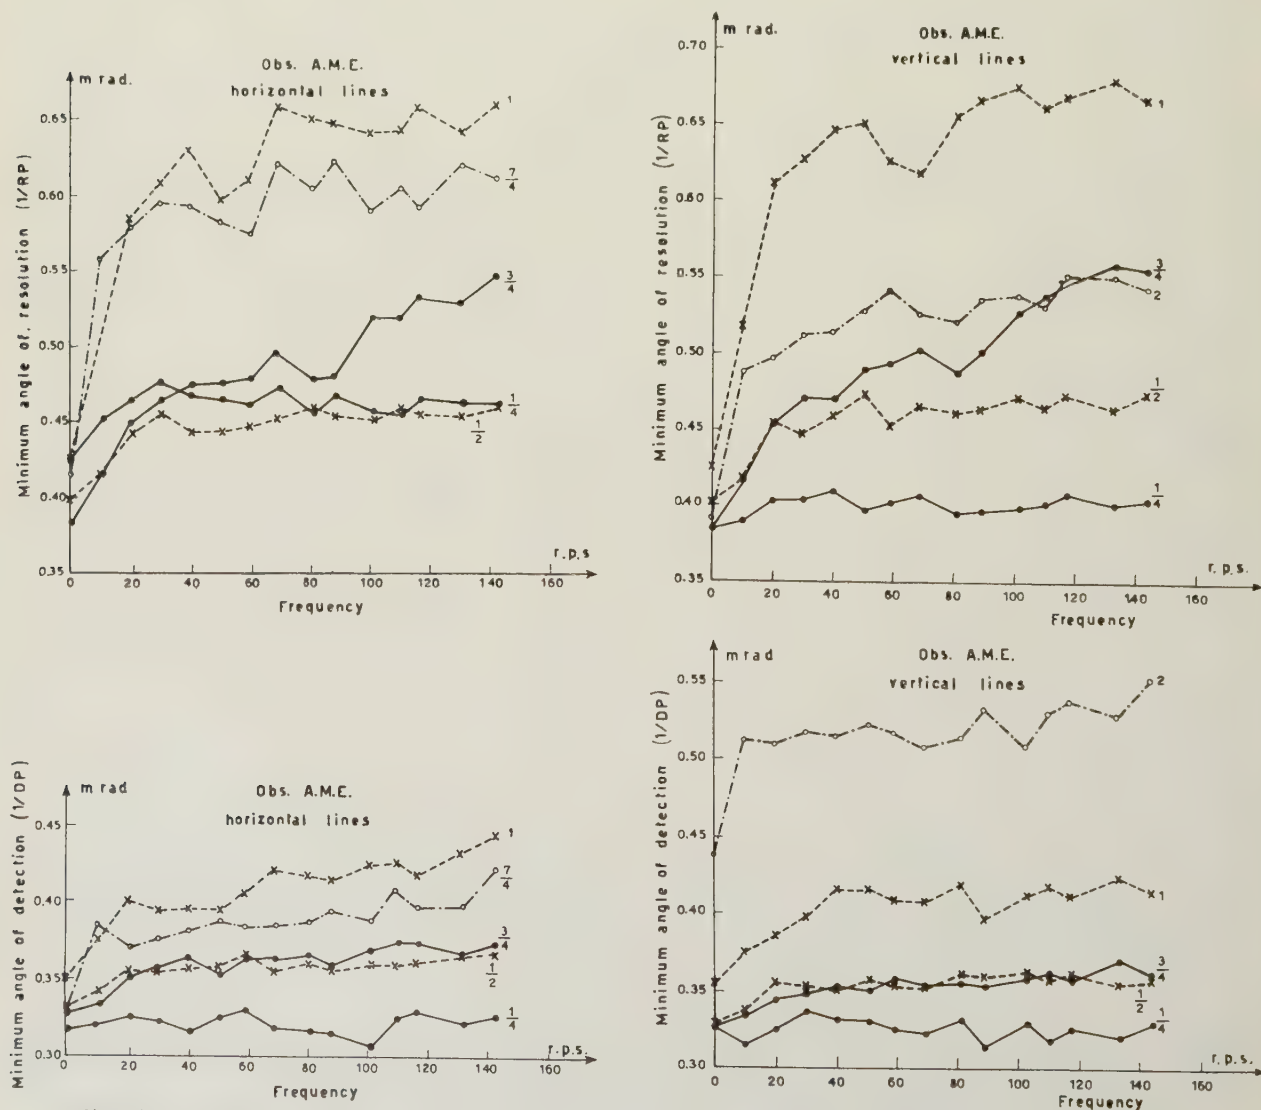 m rad.
Obs. A.M.E.
horizontal lines
Minimum angle of. resolution (1/RP)
0.65
0.60
0.55
0.50
0.45
0.40
0.35
1
7/4
3/4
1/4
1/2
r.p.s
0 20 40 60 80 100 120 140 160
Frequency
m rad.
Obs. A.M.E.
vertical lines
Minimum angle of resolution (1/RP)
0.70
0.65
0.60
0.55
0.50
0.45
0.40
0.35
1
3/4
2
1/2
1/4
r.p.s.
0 20 40 60 80 100 120 140 160
Frequency
m rad
Obs. A.M.E.
horizontal lines
Minimum angle of detection (1/DP)
0.45
0.40
0.35
0.30
1
7/4
3/4
1/2
1/4
r.p.s.
0 20 40 60 80 100 120 140 160
Frequency
m rad
Obs. A.M.E.
vertical lines
Minimum angle of detection (1/DP)
0.55
0.50
0.45
0.40
0.35
0.30
2
1
3/4
1/2
1/4
r.p.s.
0 20 40 60 80 100 120 140 160
Frequency